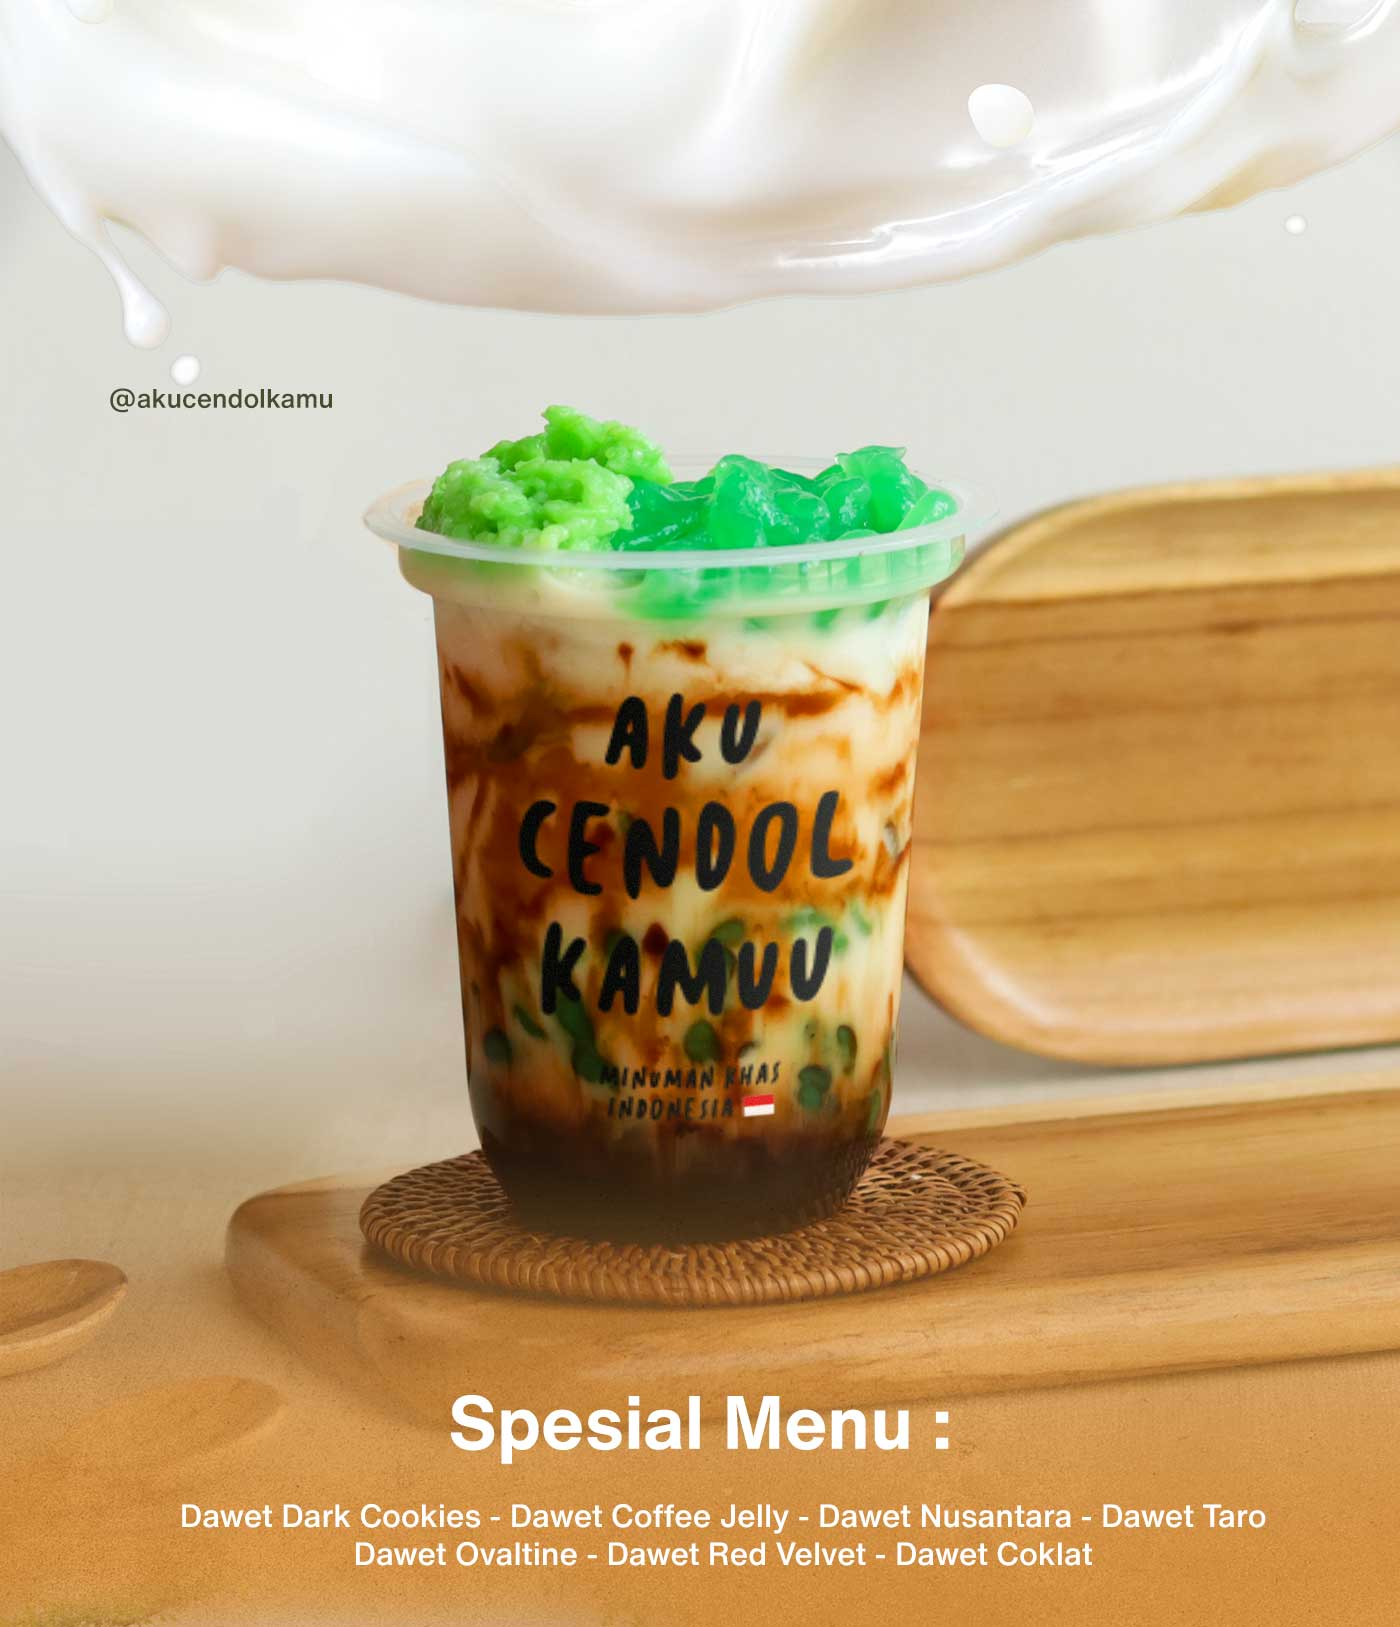 @akucendolkamu
AKU
CENDOL
KAMUU
MINUMAN KHAS
INDONESIA
Spesial Menu :
Dawet Dark Cookies - Dawet Coffee Jelly - Dawet Nusantara - Dawet Taro
Dawet Ovaltine - Dawet Red Velvet - Dawet Coklat